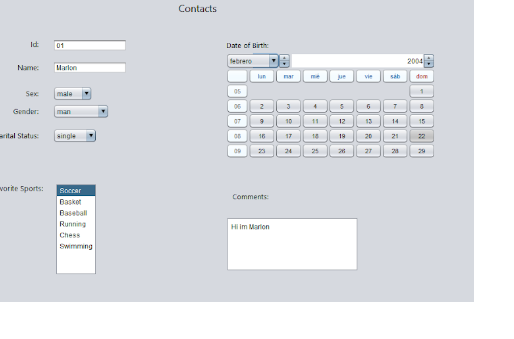 Contacts
Id: 01
Name: Marlon
Sex: male
Gender: man
arital Status: single
vorite Sports: Soccer
Basket
Baseball
Running
Chess
Swimming
Date of Birth:
febrero 2004
lun mar mié jue vie sáb dom
05 1
06 2 3 4 5 6 7 8
07 9 10 11 12 13 14 15
08 16 17 18 19 20 21 22
09 23 24 25 26 27 28 29
Comments:
Hi im Marlon